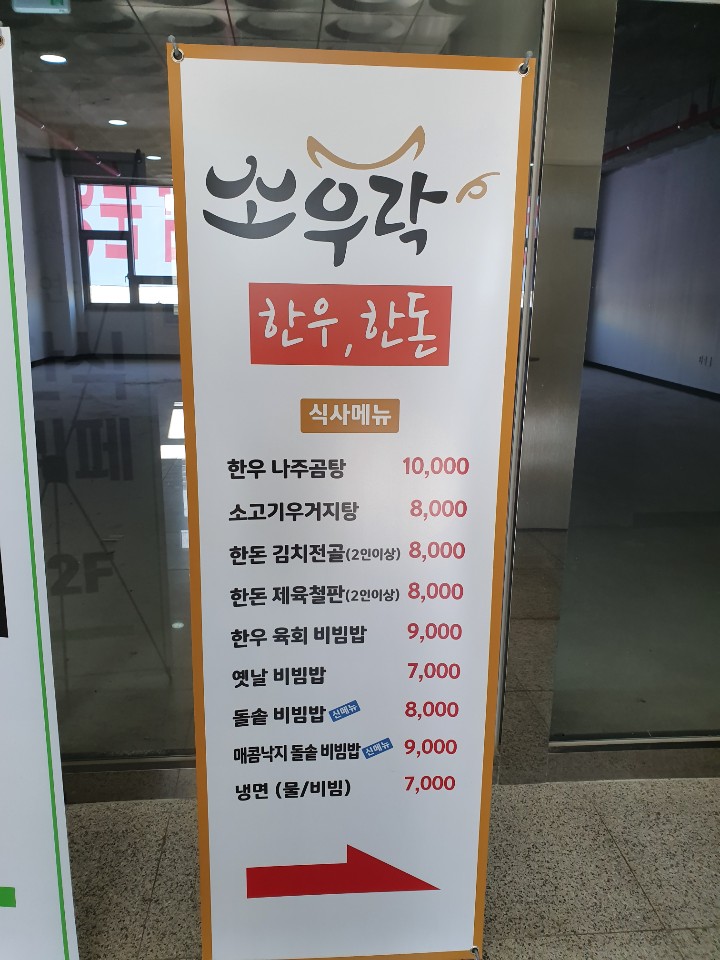 뽀우락
한우, 한돈
식사메뉴
한우 나주곰탕 10,000
소고기우거지탕 8,000
한돈 김치전골(2인이상) 8,000
한돈 제육철판(2인이상) 8,000
한우 육회 비빔밥 9,000
옛날 비빔밥 7,000
돌솥 비빔밥 신메뉴 8,000
매콤낙지 돌솥 비빔밥 신메뉴 9,000
냉면 (물/비빔) 7,000
2F